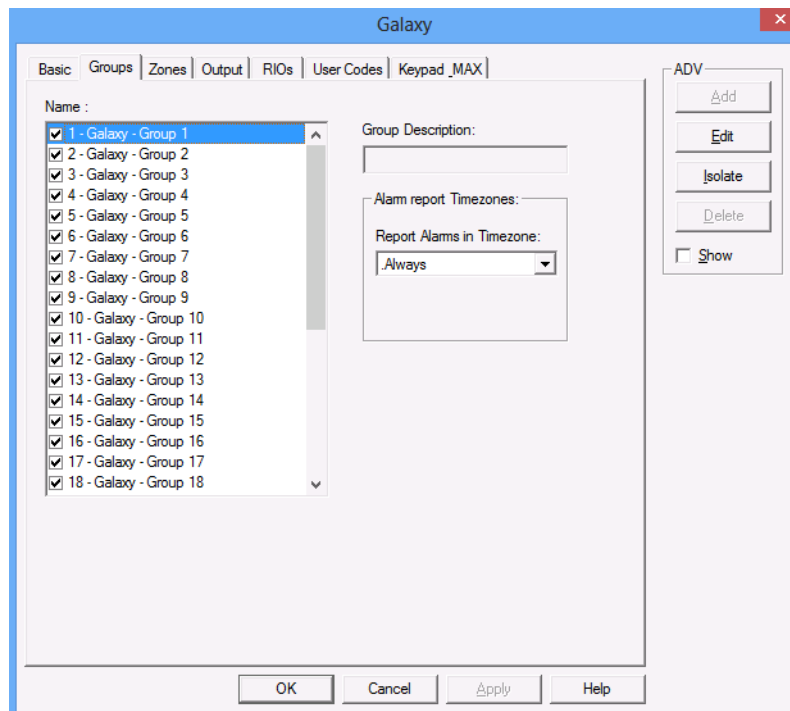 Galaxy
Basic Groups Zones Output RIOs User Codes Keypad _MAX
Name :
1 - Galaxy - Group 1
2 - Galaxy - Group 2
3 - Galaxy - Group 3
4 - Galaxy - Group 4
5 - Galaxy - Group 5
6 - Galaxy - Group 6
7 - Galaxy - Group 7
8 - Galaxy - Group 8
9 - Galaxy - Group 9
10 - Galaxy - Group 10
11 - Galaxy - Group 11
12 - Galaxy - Group 12
13 - Galaxy - Group 13
14 - Galaxy - Group 14
15 - Galaxy - Group 15
16 - Galaxy - Group 16
17 - Galaxy - Group 17
18 - Galaxy - Group 18
Group Description:
Alarm report Timezones:
Report Alarms in Timezone:
.Always
ADV
Add
Edit
Isolate
Delete
Show
OK Cancel Apply Help